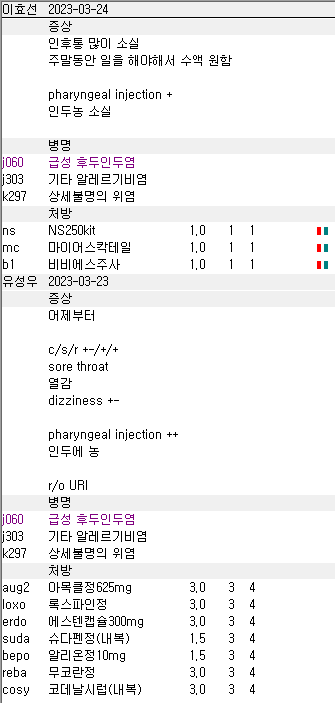 이효선 2023-03-24
증상
인후통 많이 소실
주말동안 일을 해야해서 수액 원함
pharyngeal injection +
인두농 소실
병명
j060 급성 후두인두염
j303 기타 알레르기비염
k297 상세불명의 위염
처방
ns NS250kit 1.0 1 1
mc 마이어스칵테일 1.0 1 1
b1 비비에스주사 1.0 1 1
유성우 2023-03-23
증상
어제부터
c/s/r +-/+/+
sore throat
열감
dizziness +-
pharyngeal injection ++
인두에 농
r/o URI
병명
j060 급성 후두인두염
j303 기타 알레르기비염
k297 상세불명의 위염
처방
aug2 아목클정625mg 3.0 3 4
loxo 록스파인정 3.0 3 4
erdo 에스텐캡슐300mg 3.0 3 4
suda 슈다펜정(내복) 1.5 3 4
bepo 알리온정10mg 1.5 3 4
reba 무코란정 3.0 3 4
cosy 코데날시럽(내복) 3.0 3 4